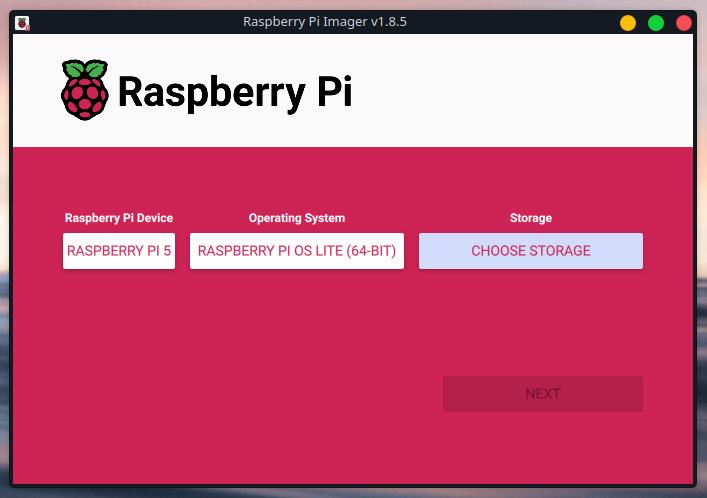 Raspberry Pi Imager v1.8.5
Raspberry Pi
Raspberry Pi Device
Operating System
Storage
RASPBERRY PI 5
RASPBERRY PI OS LITE (64-BIT)
CHOOSE STORAGE
NEXT